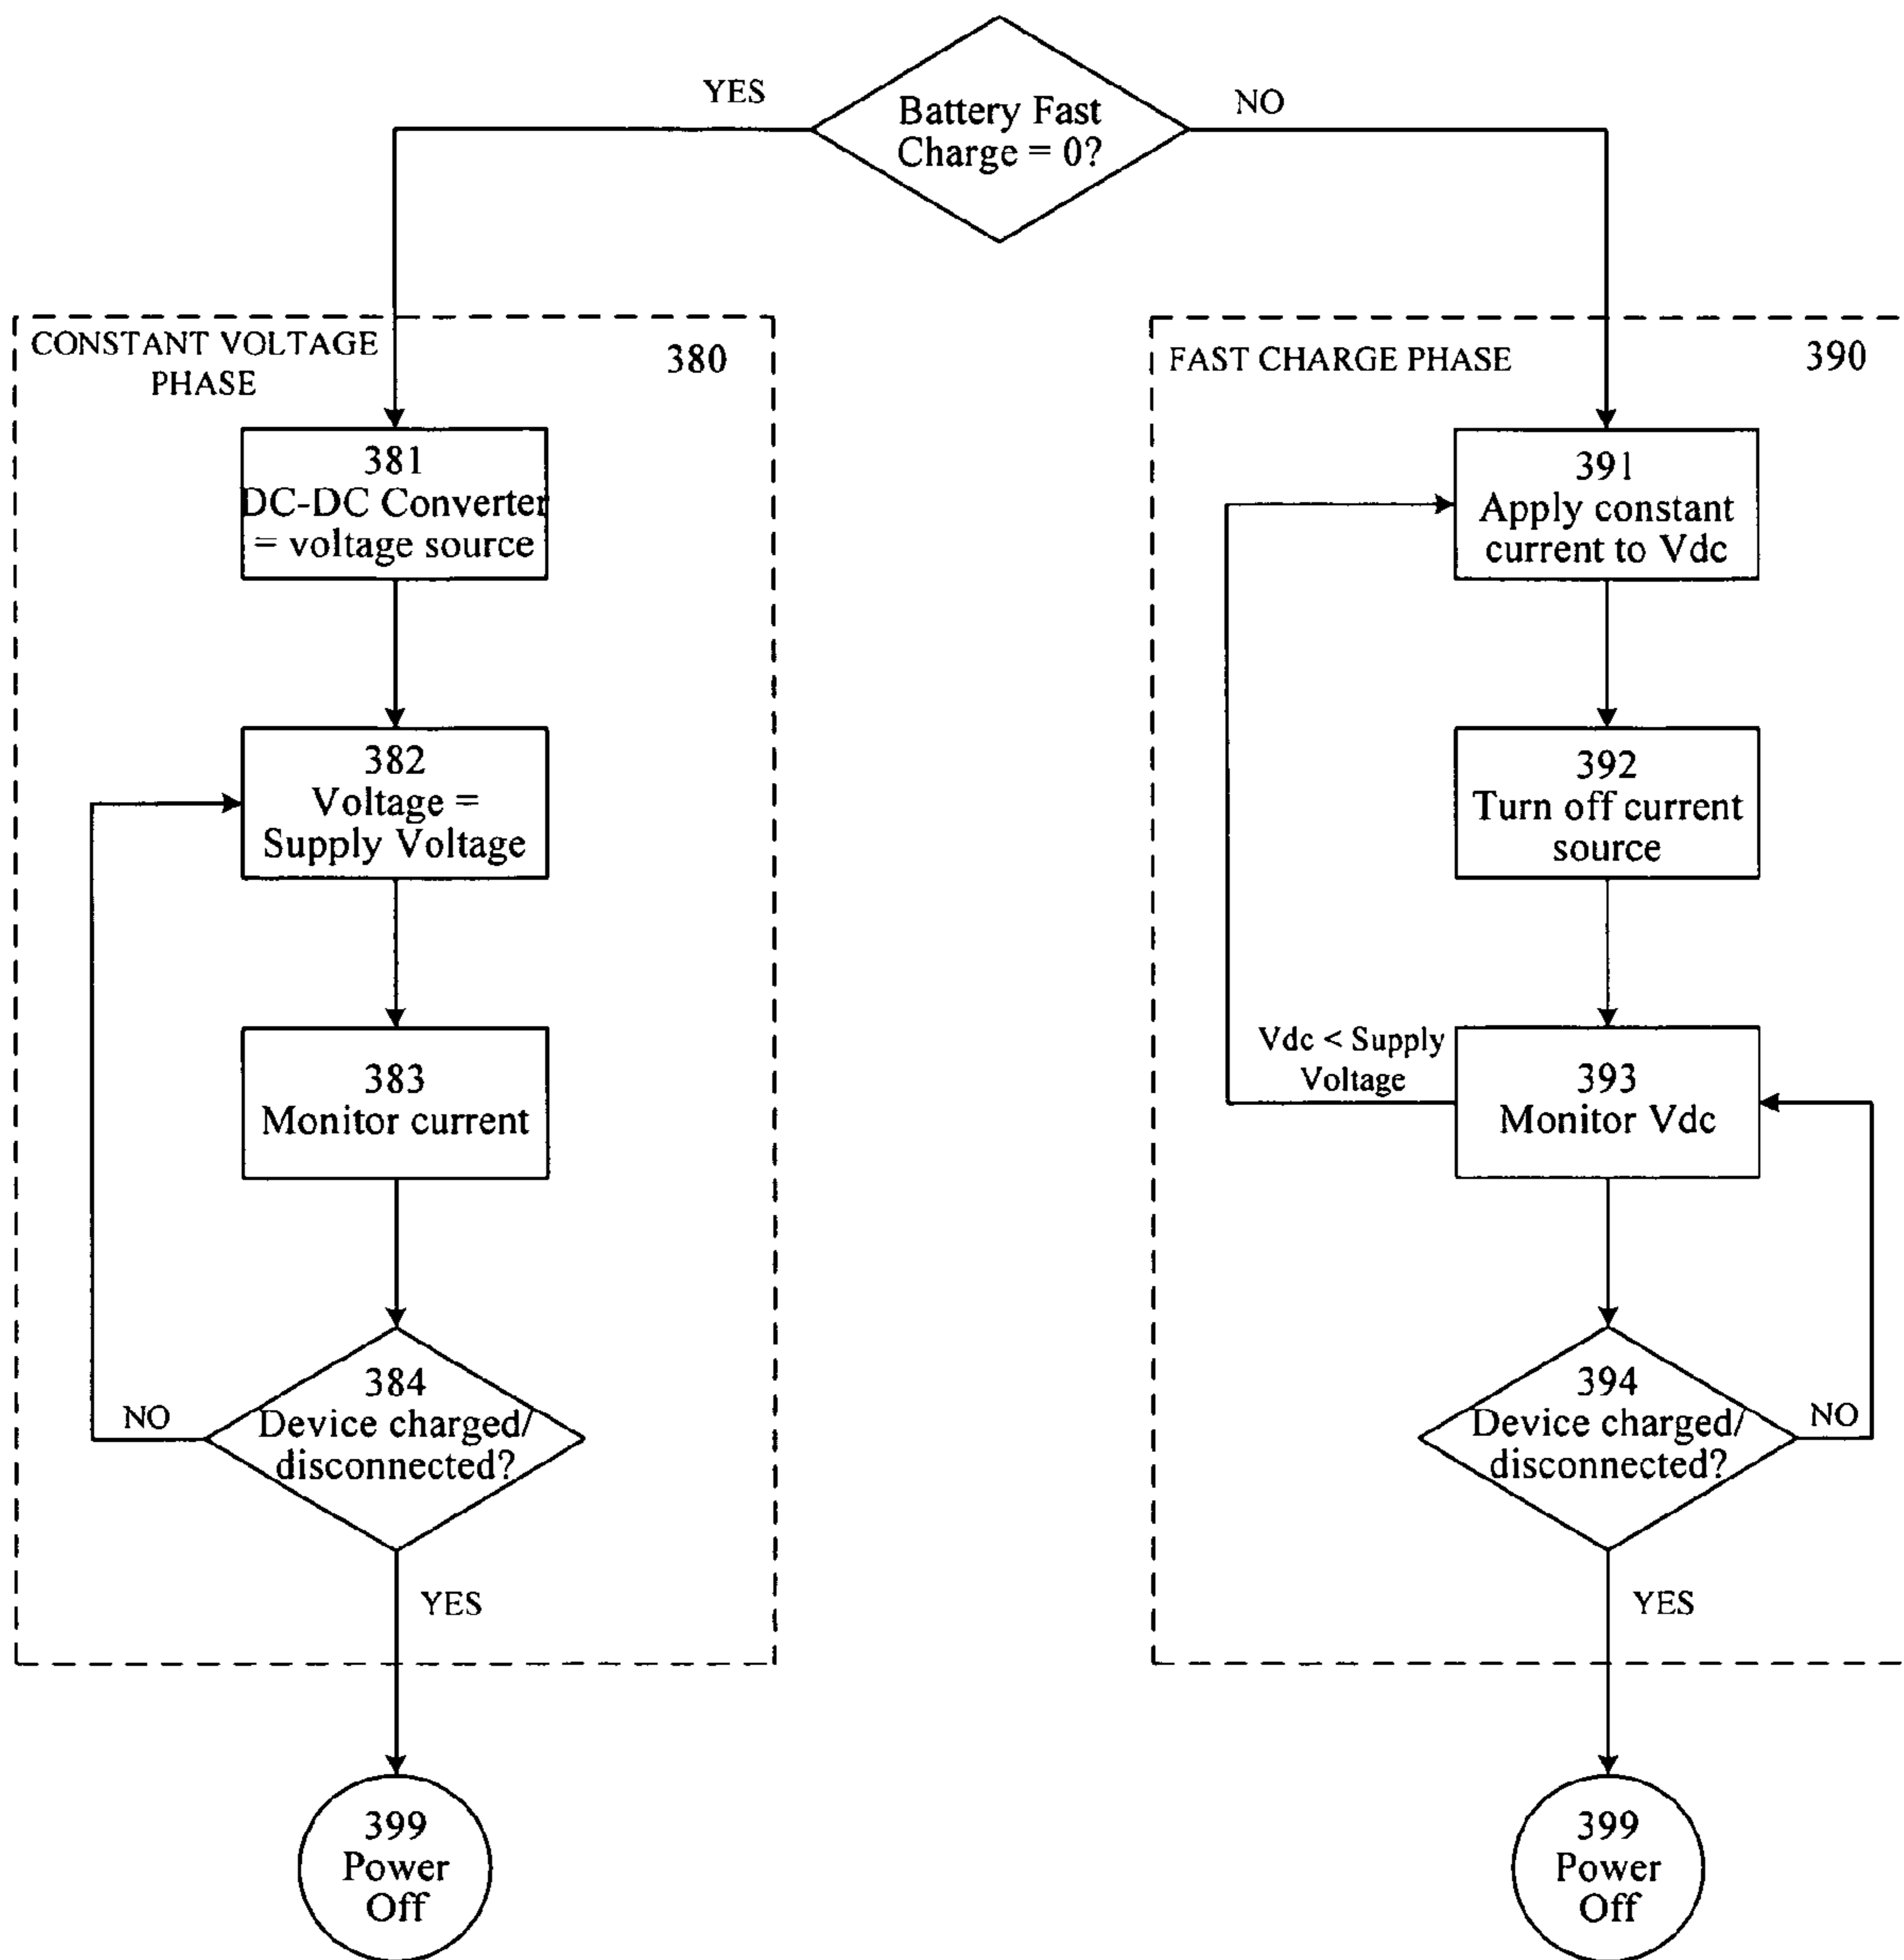 Battery Fast
Charge = 0?
YES
NO
CONSTANT VOLTAGE
PHASE
380
381
DC-DC Converter
= voltage source
382
Voltage =
Supply Voltage
383
Monitor current
384
Device charged/
disconnected?
NO
YES
399
Power
Off
FAST CHARGE PHASE
390
391
Apply constant
current to Vdc
392
Turn off current
source
Vdc < Supply
Voltage
393
Monitor Vdc
394
Device charged/
disconnected?
NO
YES
399
Power
Off